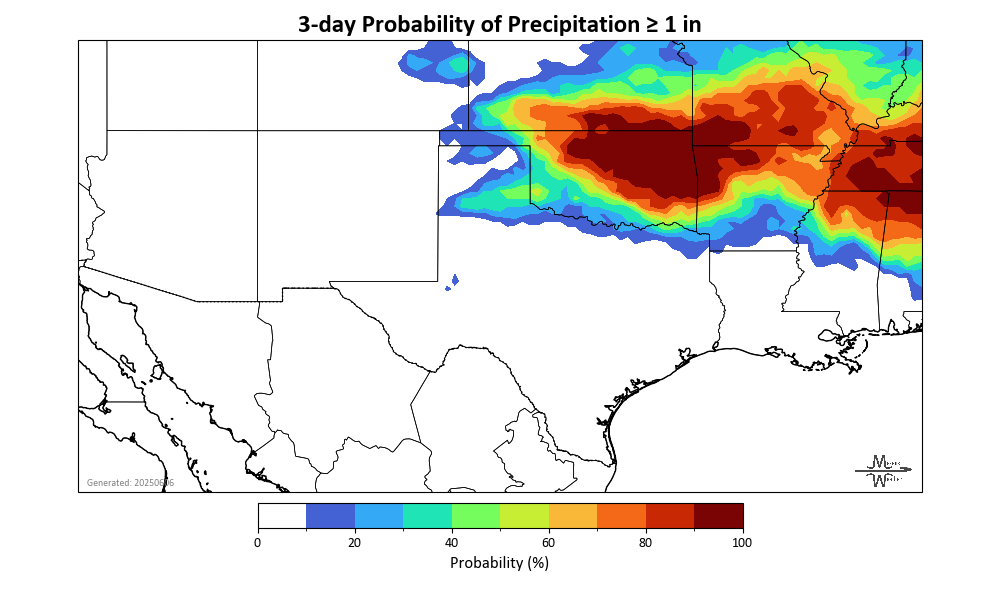 3-day Probability of Precipitation ≥ 1 in
Generated: 20250606
0 20 40 60 80 100
Probability (%)